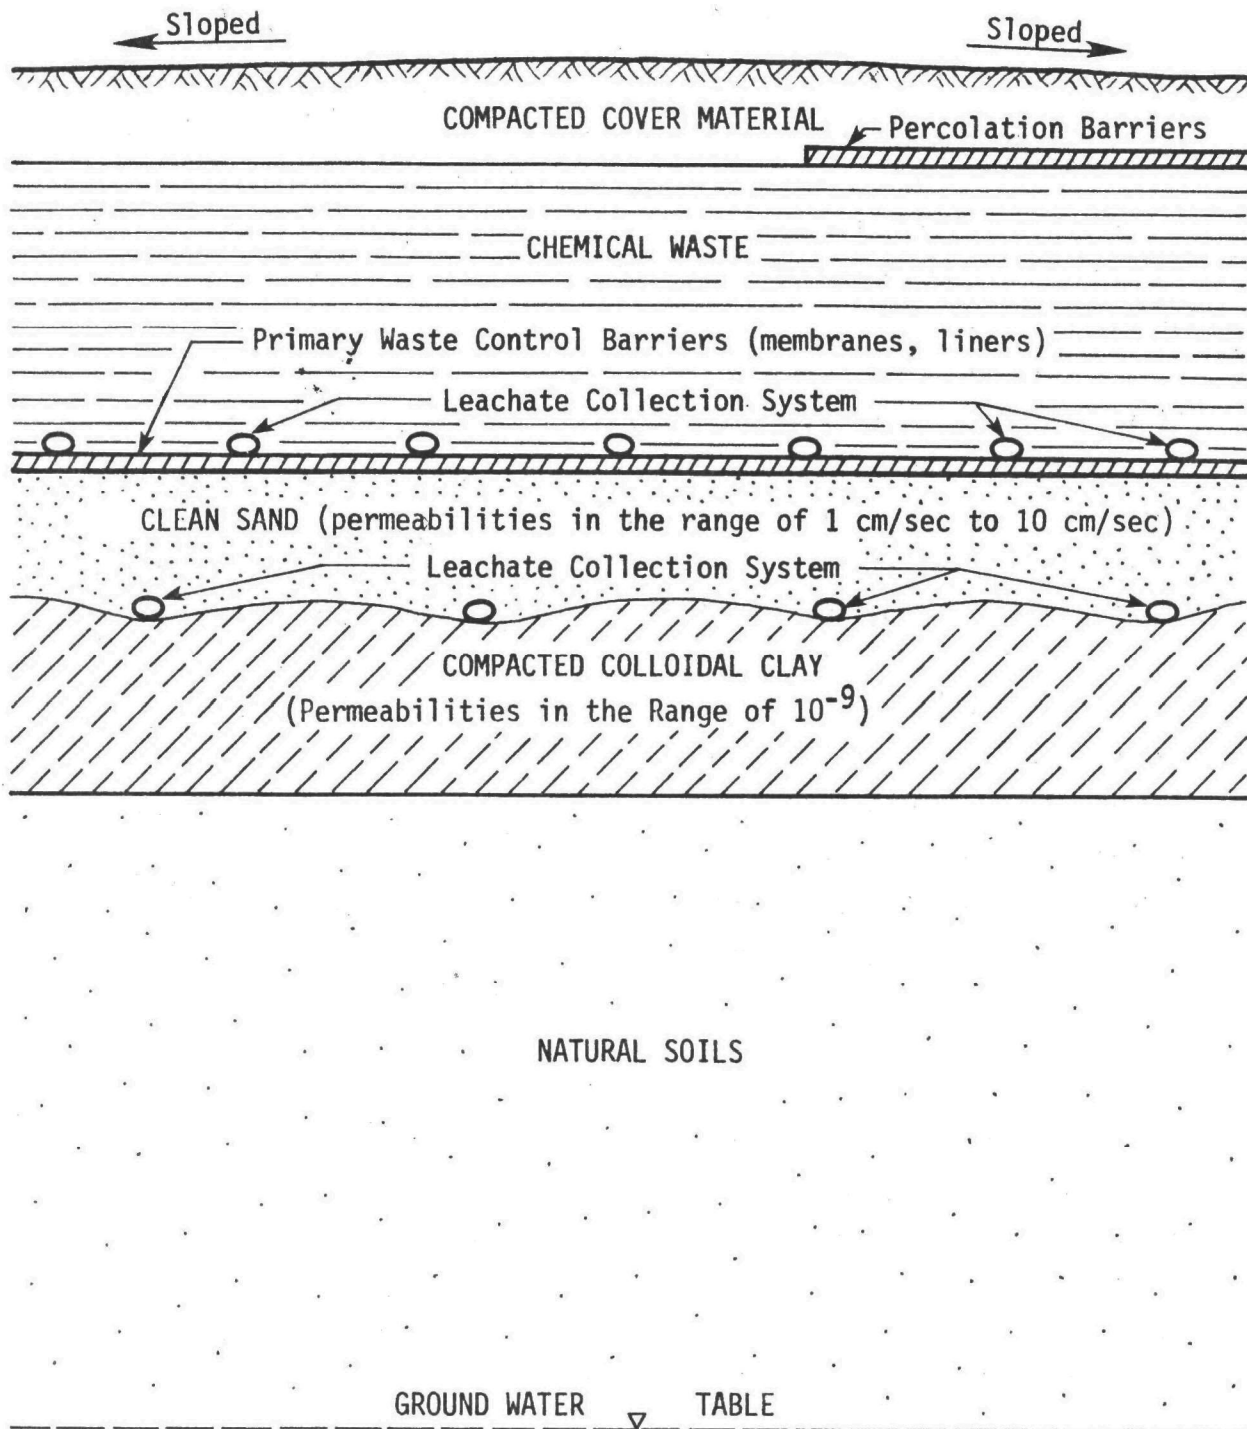 Sloped
Sloped
COMPACTED COVER MATERIAL
Percolation Barriers
CHEMICAL WASTE
Primary Waste Control Barriers (membranes, liners)
Leachate Collection System
CLEAN SAND (permeabilities in the range of 1 cm/sec to 10 cm/sec)
Leachate Collection System
COMPACTED COLLOIDAL CLAY
(Permeabilities in the Range of 10⁻⁹)
NATURAL SOILS
GROUND WATER TABLE